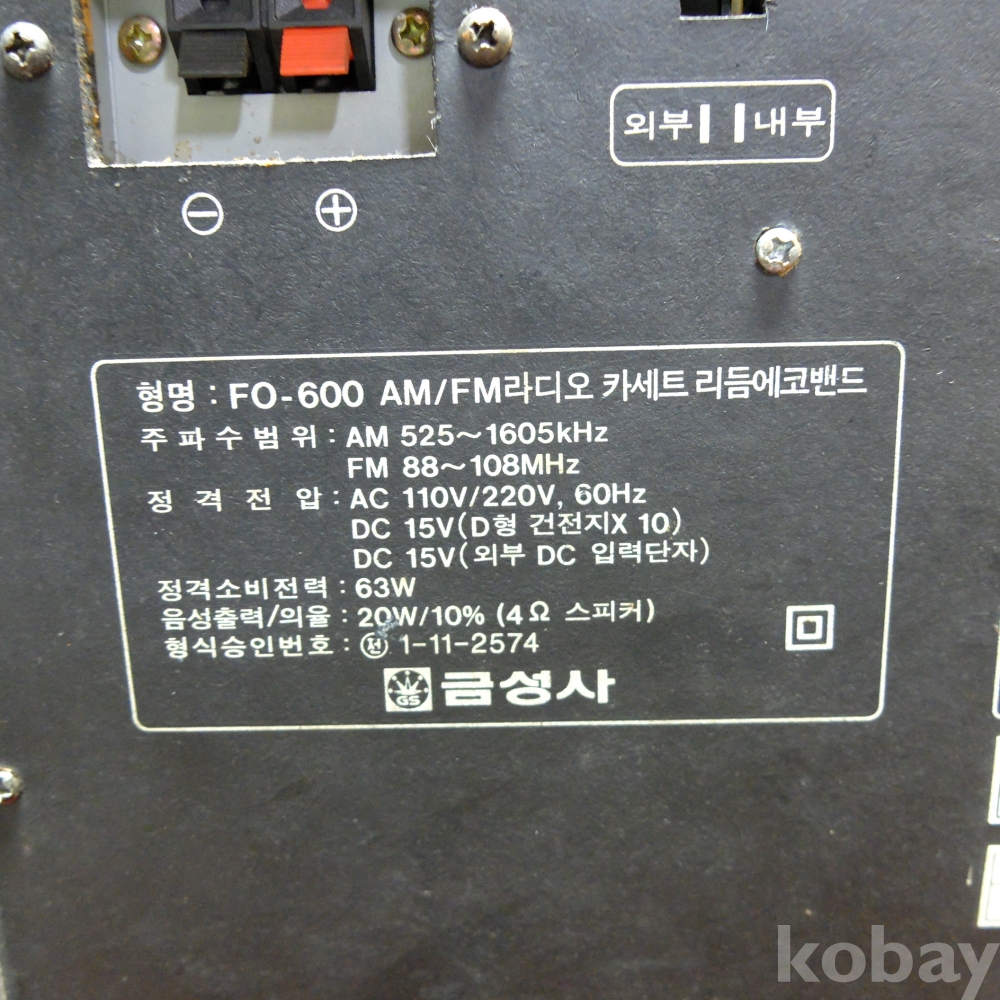 외부 내부
⊖ ⊕
형명 : FO-600 AM/FM라디오 카세트 리듬에코밴드
주파수범위 : AM 525~1605kHz
FM 88~108MHz
정격전압 : AC 110V/220V, 60Hz
DC 15V(D형 건전지X 10)
DC 15V(외부 DC 입력단자)
정격소비전력 : 63W
음성출력/의율 : 20W/10% (4Ω 스피커)
형식승인번호 : ㉄ 1-11-2574
GS 금성사
kobay